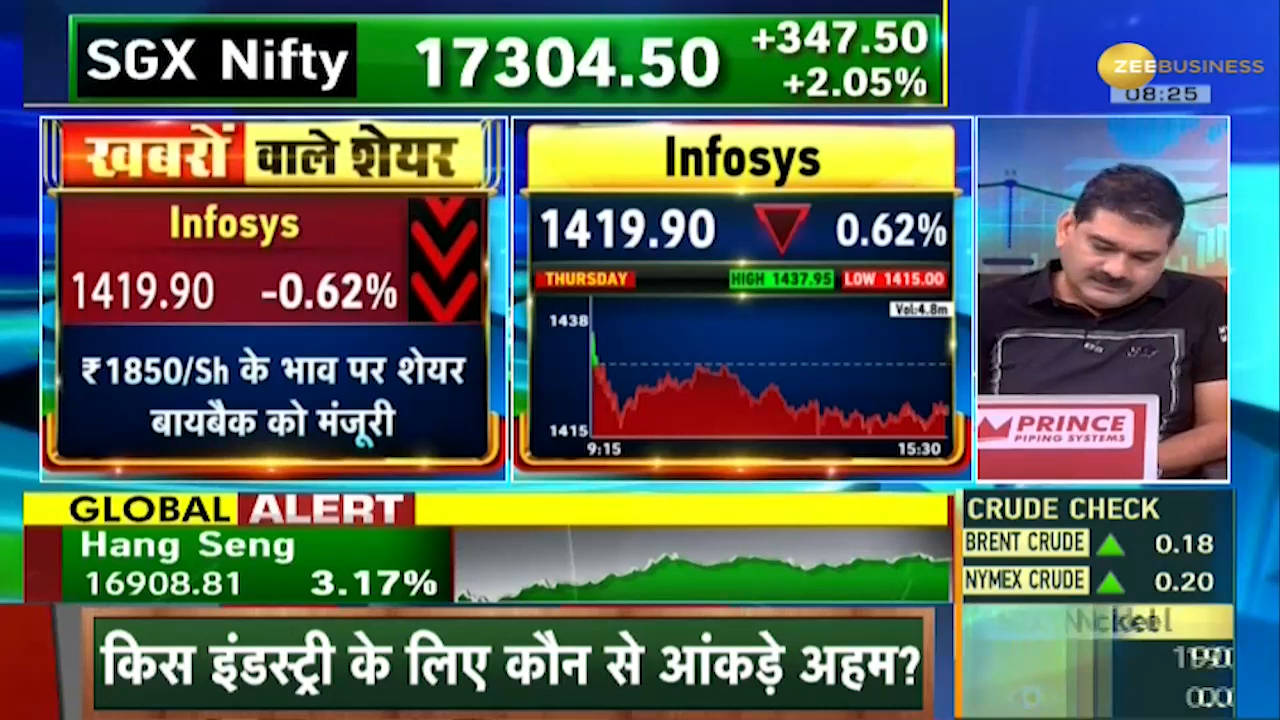 SGX Nifty
17304.50
+347.50
+2.05%
ZEEBUSINESS
08:25
खबरों वाले शेयर
Infosys
1419.90 -0.62%
₹1850/Sh के भाव पर शेयर
बायबैक को मंजूरी
Infosys
1419.90 0.62%
THURSDAY HIGH 1437.95 LOW 1415.00
Vol:4.8m
1438
1415
9:15 15:30
PRINCE
PIPING SYSTEMS
GLOBAL ALERT
Hang Seng
16908.81 3.17%
CRUDE CHECK
BRENT CRUDE 0.18
NYMEX CRUDE 0.20
किस इंडस्ट्री के लिए कौन से आंकड़े अहम?